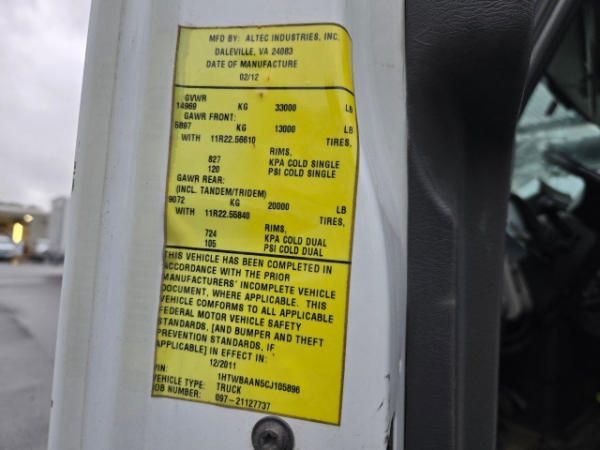 MFD BY: ALTEC INDUSTRIES, INC.
DALEVILLE, VA 24083
DATE OF MANUFACTURE
02/12
GVWR
14969 KG 33000 LB
GAWR FRONT:
5897 KG 13000 LB
WITH 11R22.56610 TIRES,
RIMS,
827 KPA COLD SINGLE
120 PSI COLD SINGLE
GAWR REAR:
(INCL. TANDEM/TRIDEM)
9072 KG 20000 LB
WITH 11R22.55840 TIRES,
RIMS,
724 KPA COLD DUAL
105 PSI COLD DUAL
THIS VEHICLE HAS BEEN COMPLETED IN
ACCORDANCE WITH THE PRIOR
MANUFACTURERS' INCOMPLETE VEHICLE
DOCUMENT, WHERE APPLICABLE. THIS
VEHICLE CONFORMS TO ALL APPLICABLE
FEDERAL MOTOR VEHICLE SAFETY
STANDARDS, [AND BUMPER AND THEFT
PREVENTION STANDARDS, IF
APPLICABLE] IN EFFECT IN:
12/2011
VIN: 1HTWBAAN5CJ105896
VEHICLE TYPE: TRUCK
JOB NUMBER: 097-21127737